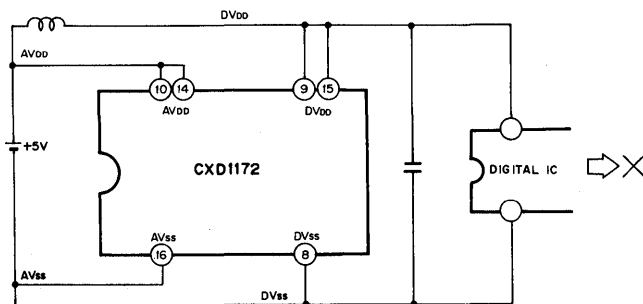 DVDD
AVDD
10 14 9 15
AVDD DVDD
+5V
CXD1172
DIGITAL IC
AVSS DVSS
16 8
AVSS
DVSS